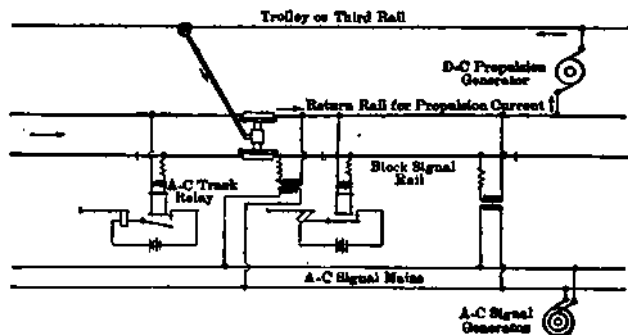 Trolley or Third Rail
D-C Propulsion
Generator
Return Rail for Propulsion Current
Block Signal
Rail
A-C Track
Relay
A-C Signal Mains
A-C Signal
Generator